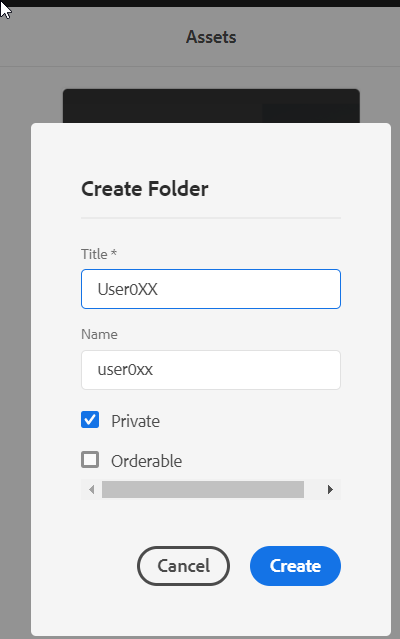 Assets
Create Folder
Title *
User0XX
Name
user0xx
Private
Orderable
Cancel
Create